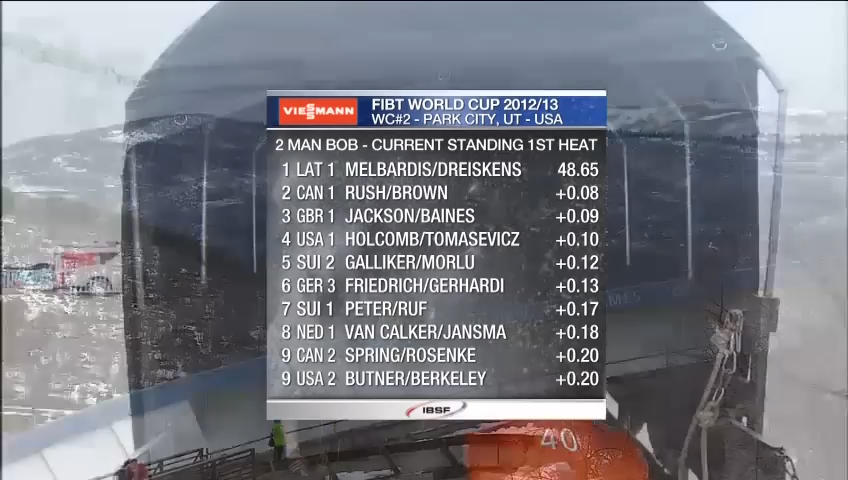 VIESSMANN
FIBT WORLD CUP 2012/13
WC#2 - PARK CITY, UT - USA
2 MAN BOB - CURRENT STANDING 1ST HEAT
1 LAT 1 MELBARDIS/DREISKENS 48.65
2 CAN 1 RUSH/BROWN +0.08
3 GBR 1 JACKSON/BAINES +0.09
4 USA 1 HOLCOMB/TOMASEVICZ +0.10
5 SUI 2 GALLIKER/MORLU +0.12
6 GER 3 FRIEDRICH/GERHARDI +0.13
7 SUI 1 PETER/RUF +0.17
8 NED 1 VAN CALKER/JANSMA +0.18
9 CAN 2 SPRING/ROSENKE +0.20
9 USA 2 BUTNER/BERKELEY +0.20
IBSF
40